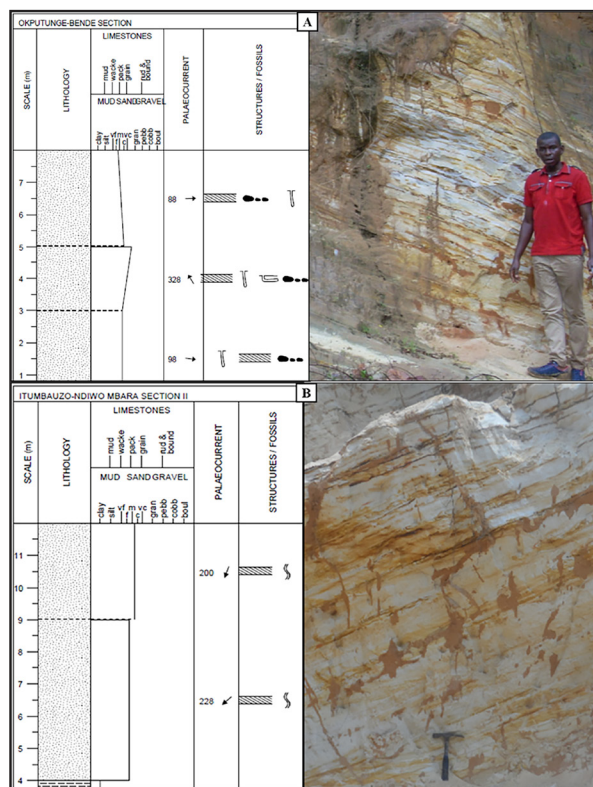 OKPUTUNGE-BENDE SECTION
A
SCALE (m)
LITHOLOGY
LIMESTONES
mud
wacke
pack
grain
rud &
bound
MUD SAND GRAVEL
clay
silt
vf
f
m
c
vc
gran
pebb
cobb
boul
PALAEOCURRENT
STRUCTURES / FOSSILS
7
6
5
4
3
2
1
88
328
98
ITUMBAUZO-NDIWO MBARA SECTION II
B
SCALE (m)
LITHOLOGY
LIMESTONES
mud
wacke
pack
grain
rud &
bound
MUD SAND GRAVEL
clay
silt
vf
f
m
c
vc
gran
pebb
cobb
boul
PALAEOCURRENT
STRUCTURES / FOSSILS
11
10
9
8
7
6
5
4
200
228